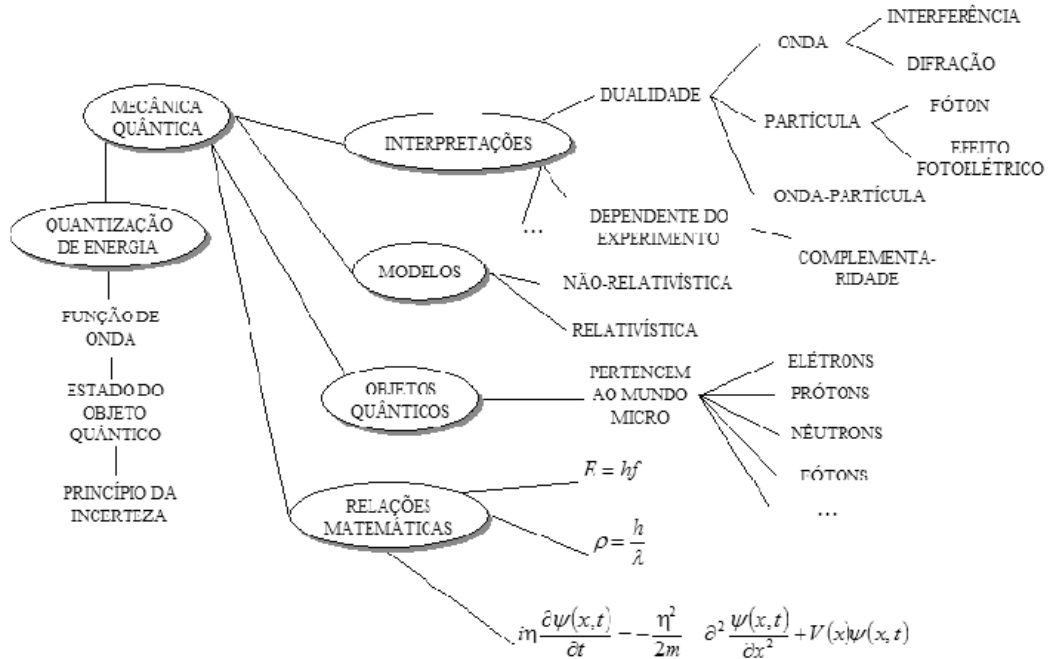 MECÂNICA
QUÂNTICA
QUANTIZAÇÃO
DE ENERGIA
FUNÇÃO DE
ONDA
ESTADO DO
OBJETO
QUÂNTICO
PRINCÍPIO DA
INCERTEZA
INTERPRETAÇÕES
DUALIDADE
ONDA
INTERFERÊNCIA
DIFRAÇÃO
PARTÍCULA
FÓTON
EFEITO
FOTOELÉTRICO
ONDA-PARTÍCULA
...
DEPENDENTE DO
EXPERIMENTO
COMPLEMENTA-
RIDADE
MODELOS
NÃO-RELATIVÍSTICA
RELATIVÍSTICA
OBJETOS
QUÂNTICOS
PERTENCEM
AO MUNDO
MICRO
ELÉTRONS
PRÓTONS
NÊUTRONS
FÓTONS
...
RELAÇÕES
MATEMÁTICAS
E = hf
ρ = h/λ
iη ∂ψ(x,t)/∂t − − η²/2m ∂² ψ(x,t)/∂x² + V(x)ψ(x,t)